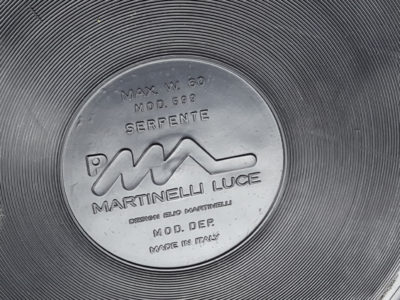 MAX. W. 60
MOD. 599
SERPENTE
MARTINELLI LUCE
DESIGN ELIO MARTINELLI
MOD. DEP.
MADE IN ITALY